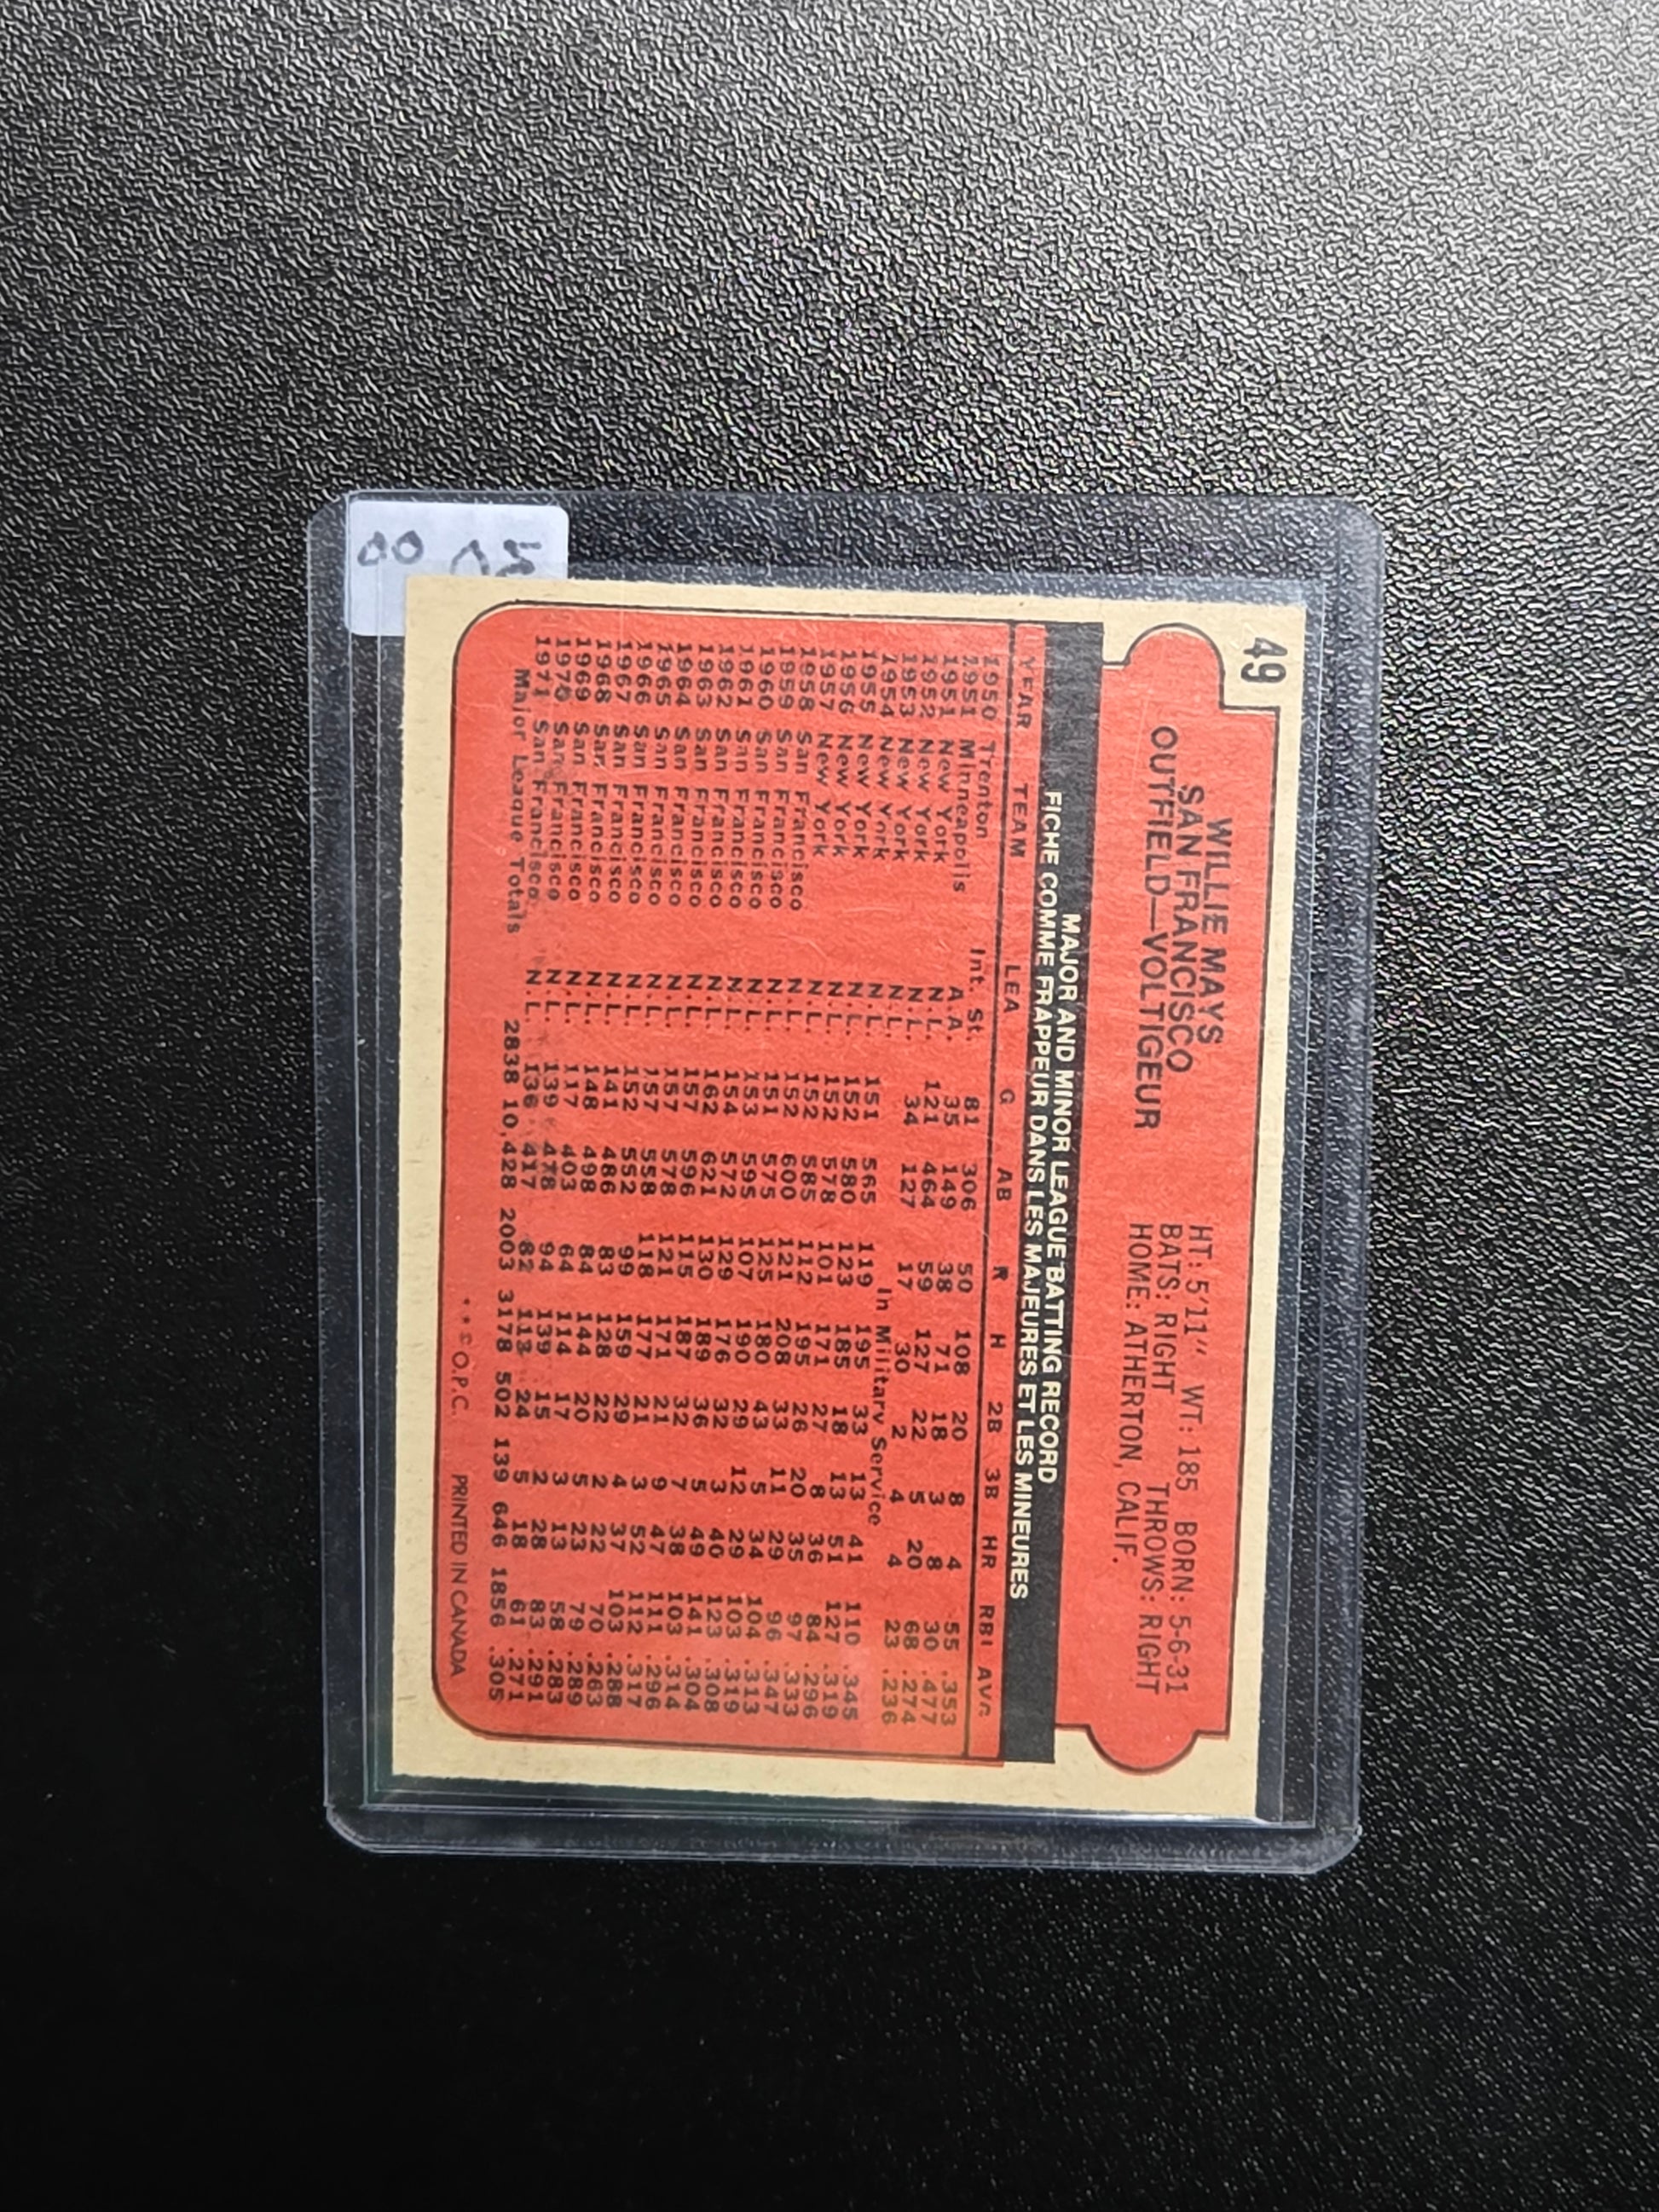 49
WILLIE MAYS
SAN FRANCISCO
OUTFIELD—VOLTIGEUR
HT: 5'11" WT: 185 BORN: 5-6-31
BATS: RIGHT THROWS: RIGHT
HOME: ATHERTON, CALIF.
MAJOR AND MINOR LEAGUE BATTING RECORD
FICHE COMME FRAPPEUR DANS LES MAJEURES ET LES MINEURES
YEAR TEAM LEA G AB R H 2B 3B HR RBI AVG
1950 Trenton Int. St. 81 306 50 108 20 8 4 55 .353
1951 Minneapolis A.A. 35 149 38 71 18 3 8 30 .477
1951 New York N.L. 121 464 59 127 22 5 20 68 .274
1952 New York N.L. 34 127 17 30 2 4 4 23 .236
1953 New York N.L. In Military Service
1954 New York N.L. 151 565 119 195 33 13 41 110 .345
1955 New York N.L. 152 580 123 185 18 13 51 127 .319
1956 New York N.L. 152 578 101 171 27 8 36 84 .296
1957 New York N.L. 152 585 112 195 26 20 35 97 .333
1958 San Francisco N.L. 152 600 121 208 33 11 29 96 .347
1959 San Francisco N.L. 151 575 125 180 43 5 34 104 .313
1960 San Francisco N.L. 153 595 107 190 29 12 29 103 .319
1961 San Francisco N.L. 154 572 129 176 32 3 40 123 .308
1962 San Francisco N.L. 162 621 130 189 36 5 49 141 .304
1963 San Francisco N.L. 157 596 115 187 32 7 38 103 .314
1964 San Francisco N.L. 157 578 121 171 21 9 47 111 .296
1965 San Francisco N.L. 157 558 118 177 21 3 52 112 .317
1966 San Francisco N.L. 152 552 99 159 29 4 37 103 .288
1967 San Francisco N.L. 141 486 83 128 22 2 22 70 .263
1968 San Francisco N.L. 148 498 84 144 20 5 23 79 .289
1969 San Francisco N.L. 117 403 64 114 17 3 13 58 .283
1970 San Francisco N.L. 139 478 94 139 15 2 28 83 .291
1971 San Francisco N.L. 136 417 82 113 24 5 18 61 .271
Major League Totals 2838 10,428 2003 3178 502 139 646 1856 .305
**© O.P.C. PRINTED IN CANADA